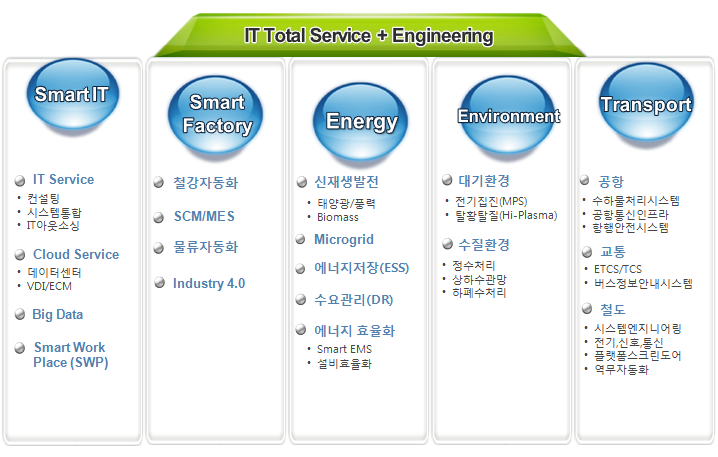 IT Total Service + Engineering
Smart IT
IT Service
• 컨설팅
• 시스템통합
• IT아웃소싱
Cloud Service
• 데이터센터
• VDI/ECM
Big Data
Smart Work
Place (SWP)
Smart
Factory
철강자동화
SCM/MES
물류자동화
Industry 4.0
Energy
신재생발전
• 태양광/풍력
• Biomass
Microgrid
에너지저장(ESS)
수요관리(DR)
에너지 효율화
• Smart EMS
• 설비효율화
Environment
대기환경
• 전기집진(MPS)
• 탈황탈질(Hi-Plasma)
수질환경
• 정수처리
• 상하수관망
• 하폐수처리
Transport
공항
• 수하물처리시스템
• 공항통신인프라
• 항행안전시스템
교통
• ETCS/TCS
• 버스정보안내시스템
철도
• 시스템엔지니어링
• 전기,신호,통신
• 플랫폼스크린도어
• 역무자동화